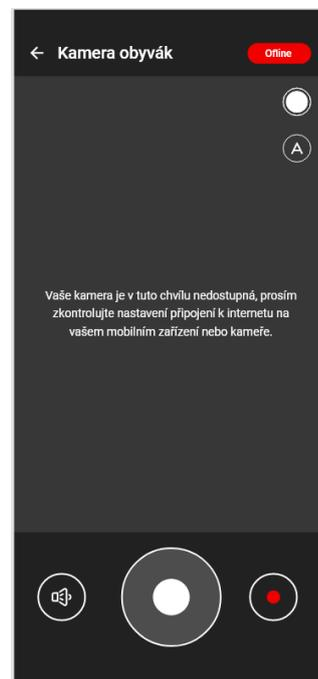 Kamera obyvák
Ofline
A
Vaše kamera je v tuto chvílu nedostupná, prosím
zkontrolujte nastavení připojení k internetu na
vašem mobilním zařízení nebo kameře.